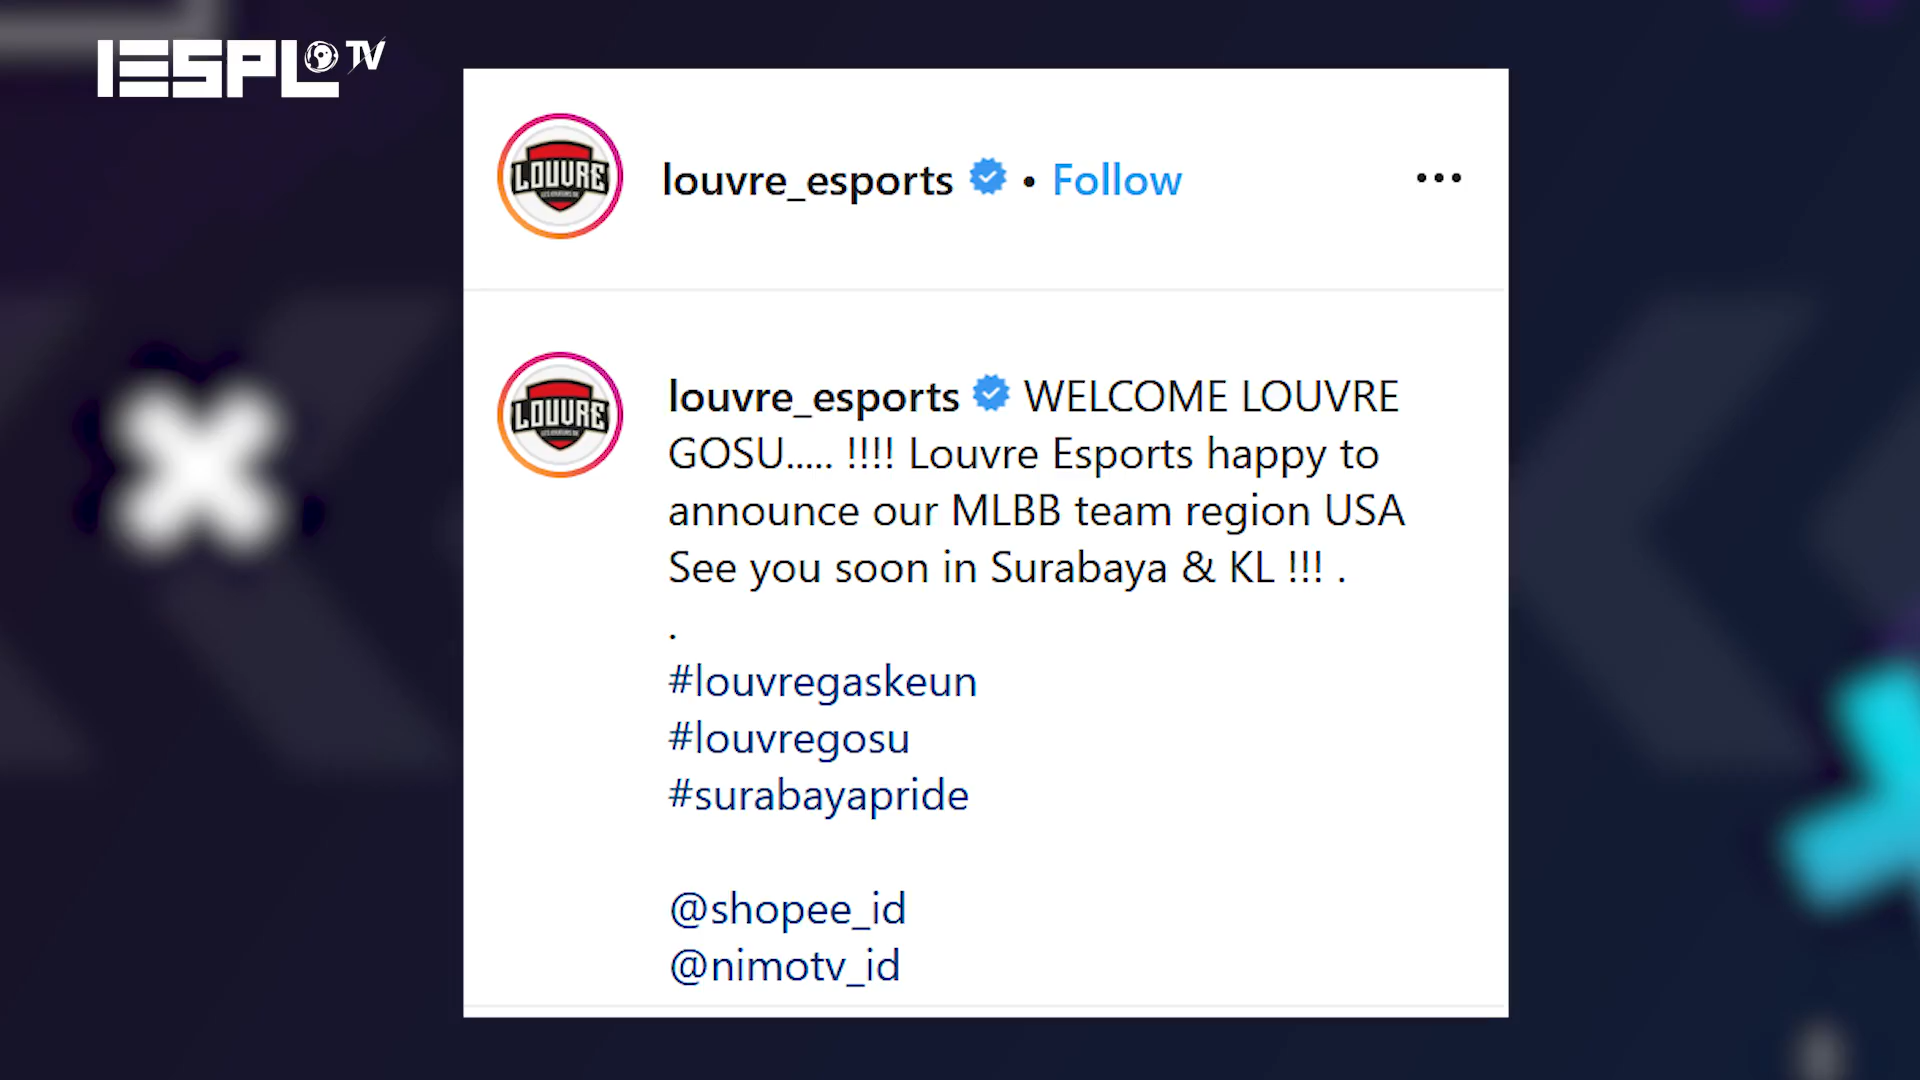 IESPL TV
LOUVRE
louvre_esports • Follow
LOUVRE
louvre_esports WELCOME LOUVRE
GOSU..... !!!! Louvre Esports happy to
announce our MLBB team region USA
See you soon in Surabaya & KL !!! .
.
#louvregaskeun
#louvregosu
#surabayapride
@shopee_id
@nimotv_id